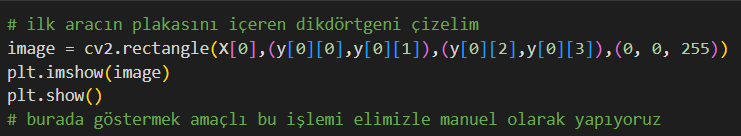 # ilk aracın plakasını içeren dikdörtgeni çizelim
image = cv2.rectangle(X[0],(y[0][0],y[0][1]),(y[0][2],y[0][3]),(0, 0, 255))
plt.imshow(image)
plt.show()
# burada göstermek amaçlı bu işlemi elimizle manuel olarak yapıyoruz